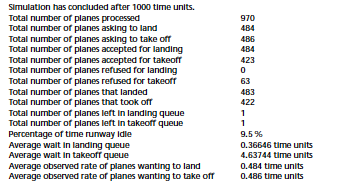 Simulation has concluded after 1000 time units.
Total number of planes processed 970
Total number of planes asking to land 484
Total number of planes asking to take off 486
Total number of planes accepted for landing 484
Total number of planes accepted for takeoff 423
Total number of planes refused for landing 0
Total number of planes refused for takeoff 63
Total number of planes that landed 483
Total number of planes that took off 422
Total number of planes left in landing queue 1
Total number of planes left in takeoff queue 1
Percentage of time runway idle 9.5 %
Average wait in landing queue 0.36646 time units
Average wait in takeoff queue 4.63744 time units
Average observed rate of planes wanting to land 0.484 time units
Average observed rate of planes wanting to take off 0.486 time units